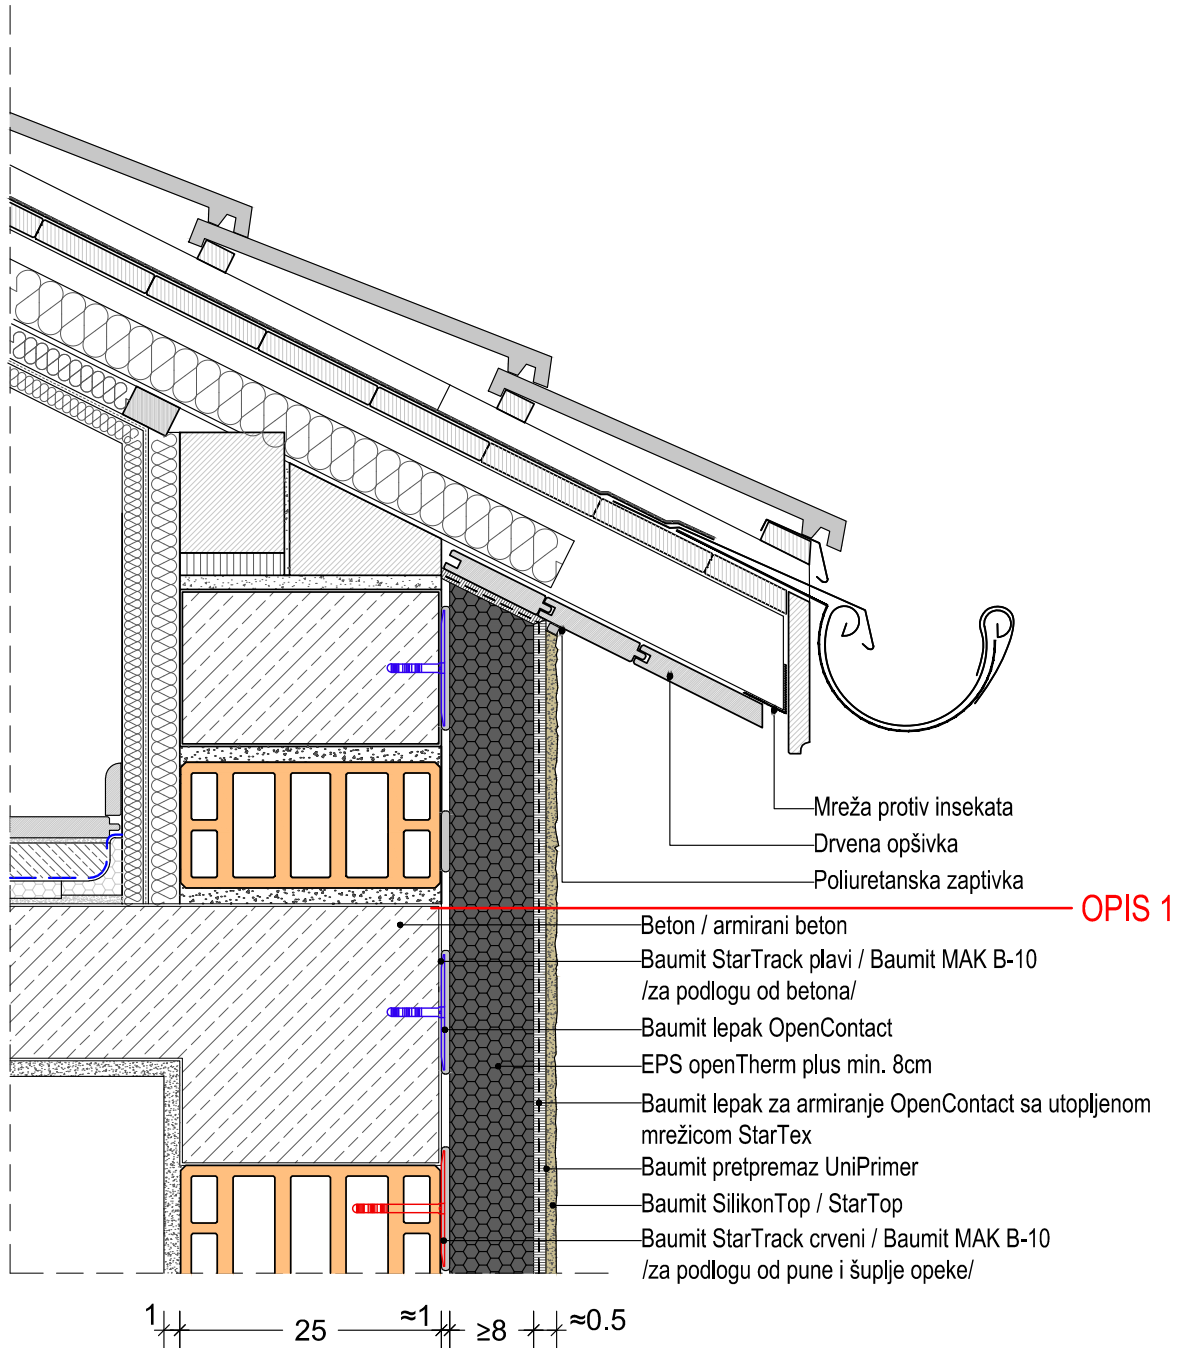 Mreža protiv insekata
Drvena opšivka
Poliuretanska zaptivka
OPIS 1
Beton / armirani beton
Baumit StarTrack plavi / Baumit MAK B-10
/za podlogu od betona/
Baumit lepak OpenContact
EPS openTherm plus min. 8cm
Baumit lepak za armiranje OpenContact sa utopljenom
mrežicom StarTex
Baumit pretpremaz UniPrimer
Baumit SilikonTop / StarTop
Baumit StarTrack crveni / Baumit MAK B-10
/za podlogu od pune i šuplje opeke/
1 25 ≈1 ≥8 ≈0.5